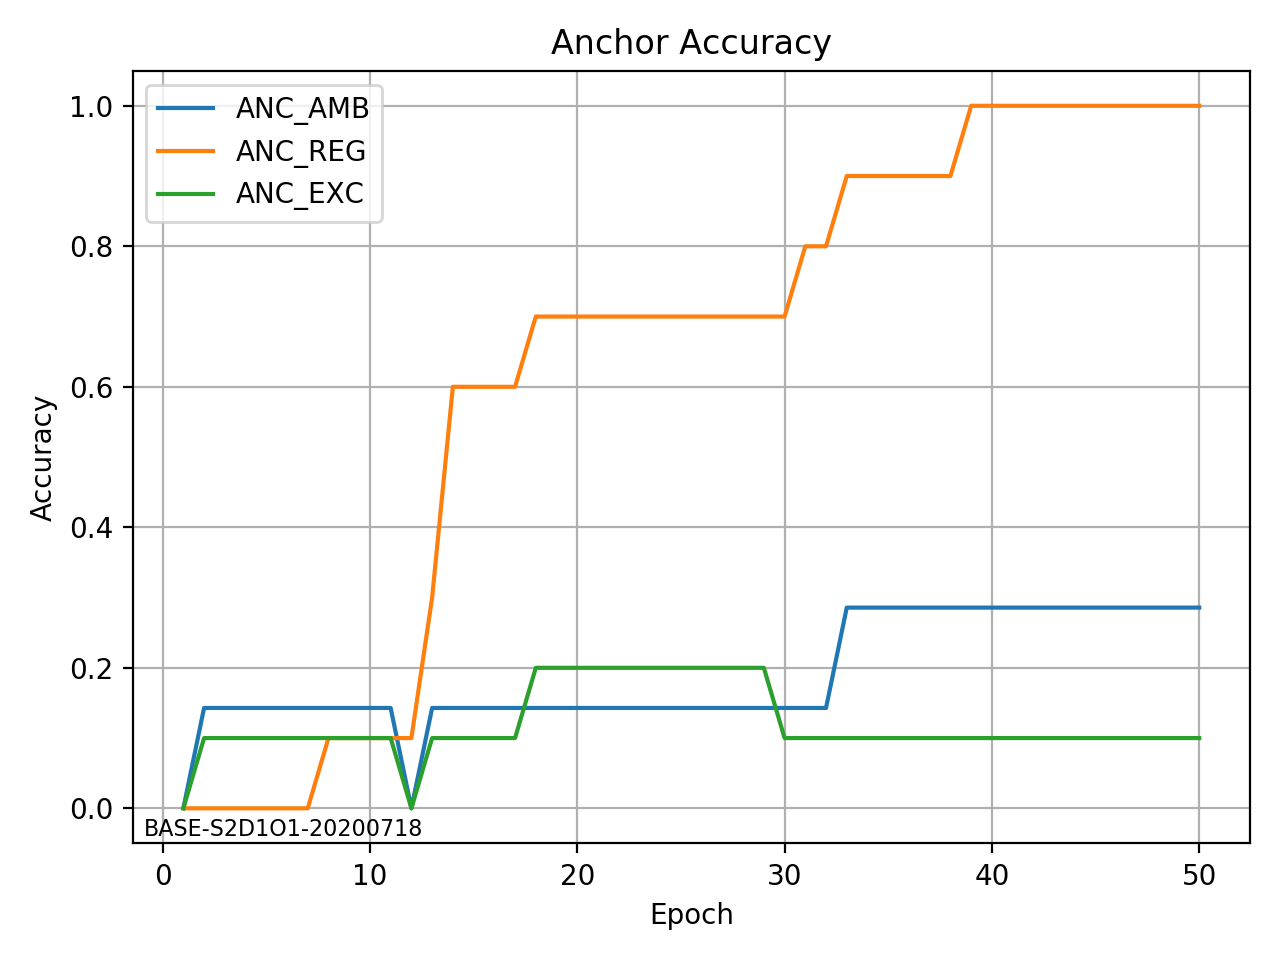 Anchor Accuracy
ANC_AMB
ANC_REG
ANC_EXC
1.0
0.8
0.6
0.4
0.2
0.0
Accuracy
BASE-S2D1O1-20200718
0 10 20 30 40 50
Epoch